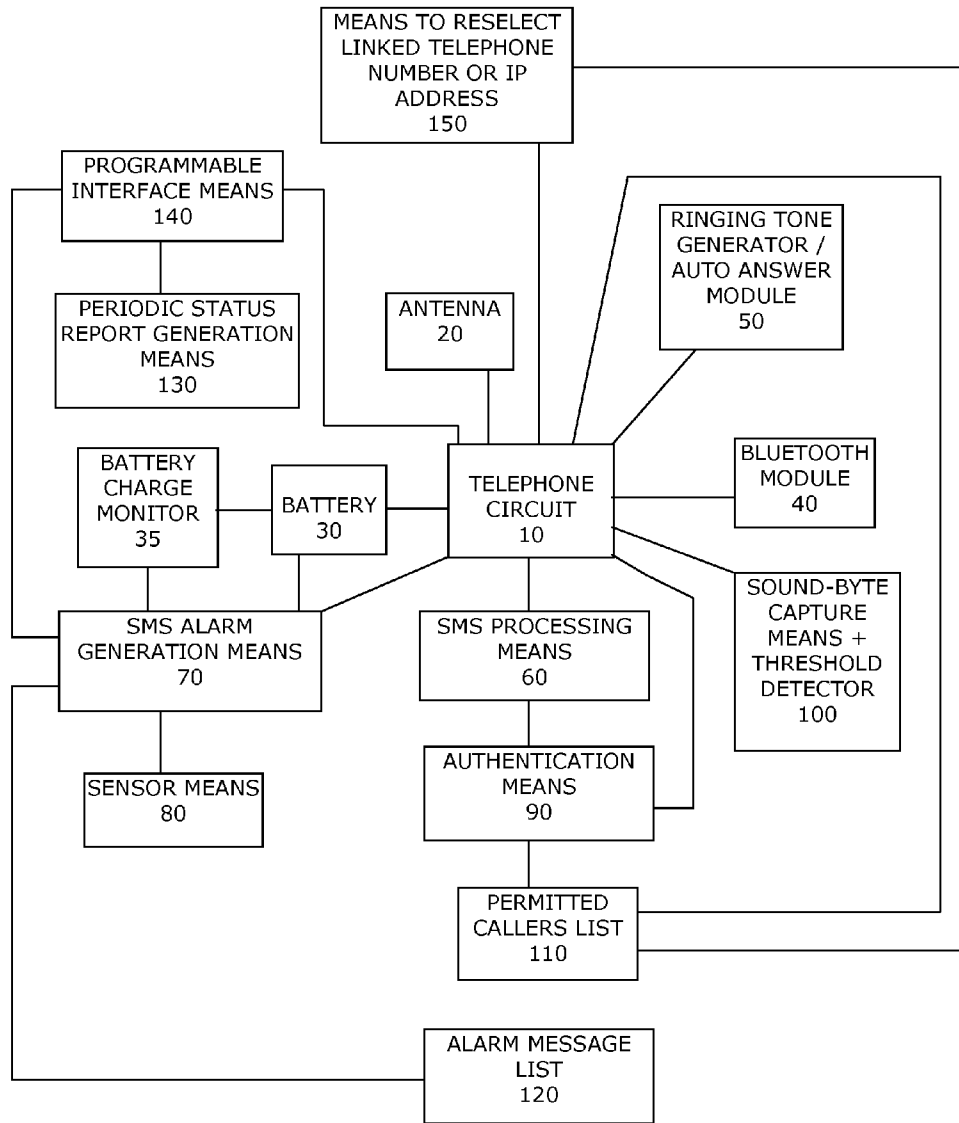 MEANS TO RESELECT
LINKED TELEPHONE
NUMBER OR IP
ADDRESS
150
PROGRAMMABLE
INTERFACE MEANS
140
RINGING TONE
GENERATOR /
AUTO ANSWER
MODULE
50
PERIODIC STATUS
REPORT GENERATION
MEANS
130
ANTENNA
20
BATTERY
CHARGE
MONITOR
35
BATTERY
30
TELEPHONE
CIRCUIT
10
BLUETOOTH
MODULE
40
SMS ALARM
GENERATION MEANS
70
SMS PROCESSING
MEANS
60
SOUND-BYTE
CAPTURE
MEANS +
THRESHOLD
DETECTOR
100
SENSOR MEANS
80
AUTHENTICATION
MEANS
90
PERMITTED
CALLERS LIST
110
ALARM MESSAGE
LIST
120